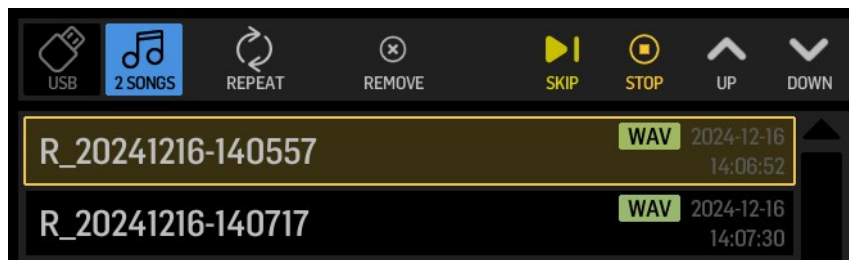 USB 2 SONGS REPEAT REMOVE SKIP STOP UP DOWN
R_20241216-140557 WAV 2024-12-16
14:06:52
R_20241216-140717 WAV 2024-12-16
14:07:30